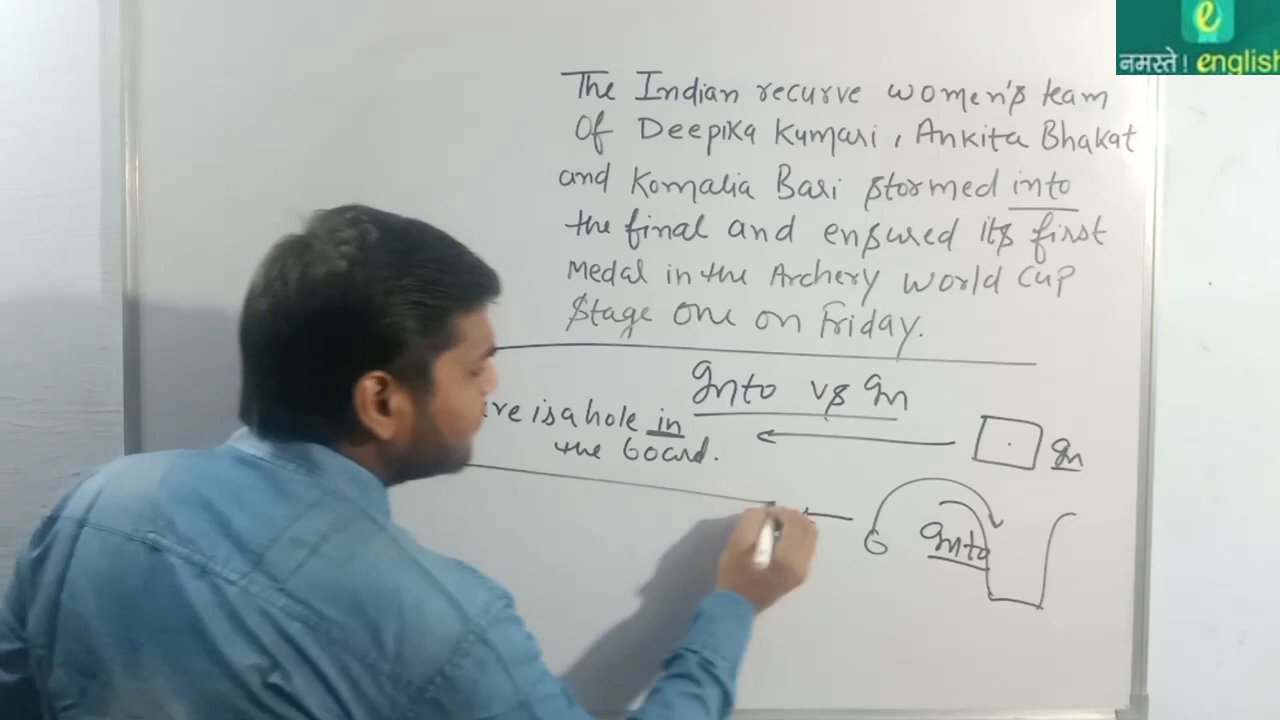 e
नमस्ते! english
The Indian recurve women's team
Of Deepika Kumari, Ankita Bhakat
and Komalia Bari stormed into
the final and ensured its first
Medal in the Archery World Cup
Stage One on Friday.
Into vs In
is a hole in
the board.
In
Into